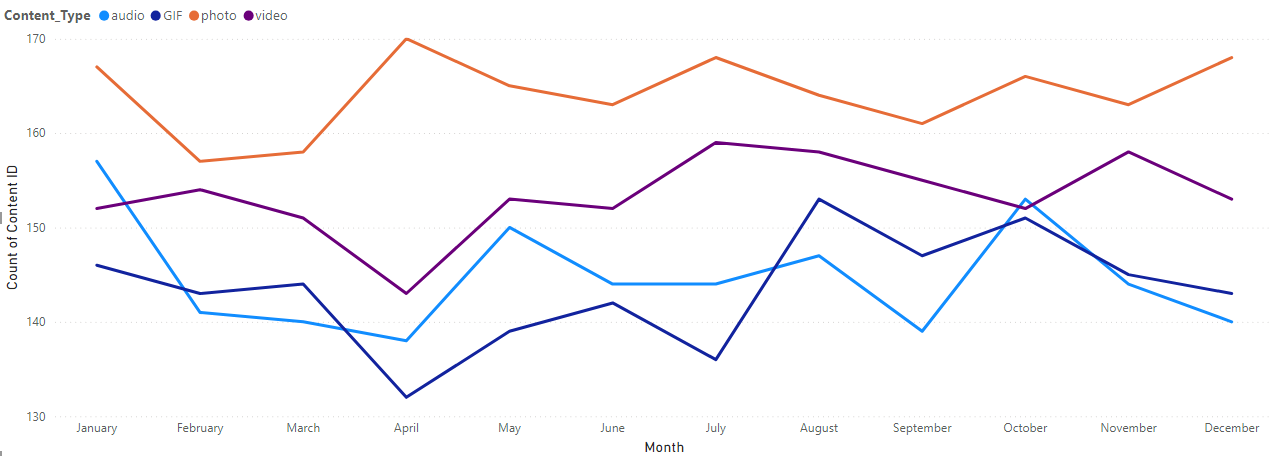 Content_Type audio GIF photo video
170
160
150
140
130
Count of Content ID
January February March April May June July August September October November December
Month